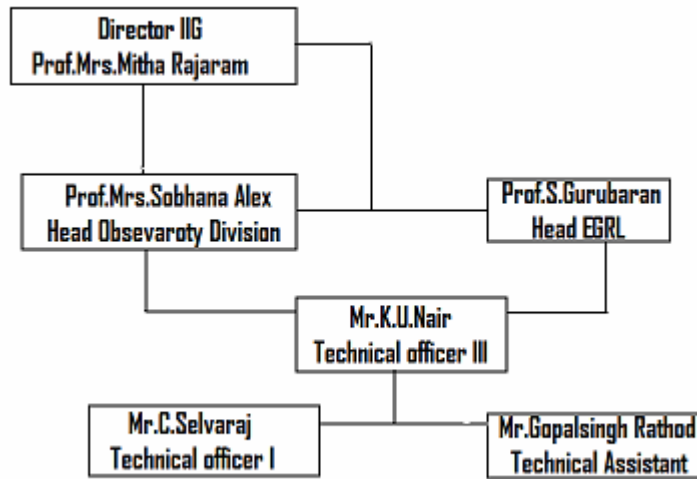 Director IIG
Prof.Mrs.Mitha Rajaram
Prof.Mrs.Sobhana Alex
Head Obsevaroty Division
Prof.S.Gurubaran
Head EGRL
Mr.K.U.Nair
Technical officer III
Mr.C.Selvaraj
Technical officer I
Mr.Gopalsingh Rathod
Technical Assistant